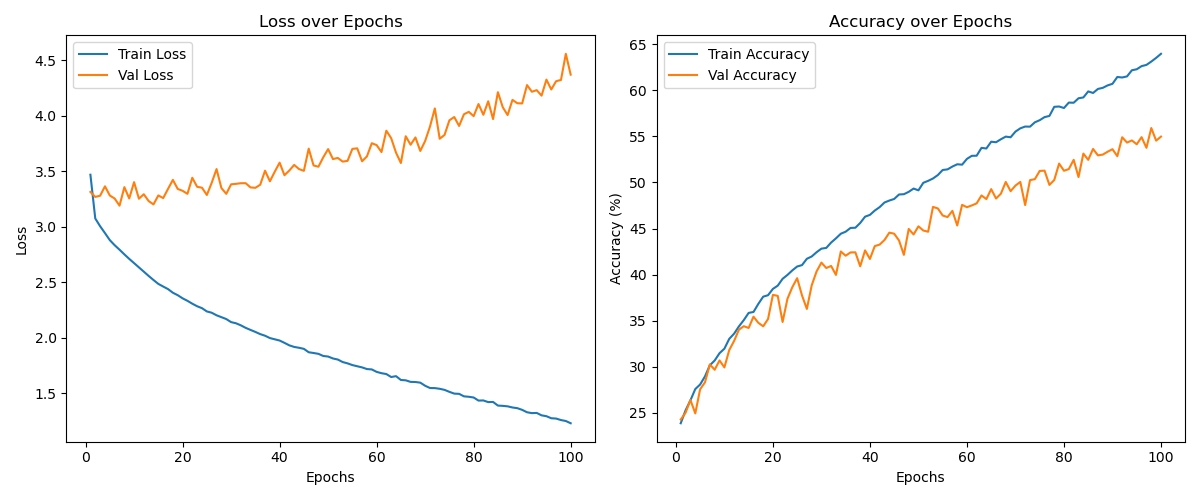 Loss over Epochs
Train Loss
Val Loss
4.5
4.0
3.5
3.0
2.5
2.0
1.5
Loss
0 20 40 60 80 100
Epochs
Accuracy over Epochs
Train Accuracy
Val Accuracy
65
60
55
50
45
40
35
30
25
Accuracy (%)
0 20 40 60 80 100
Epochs